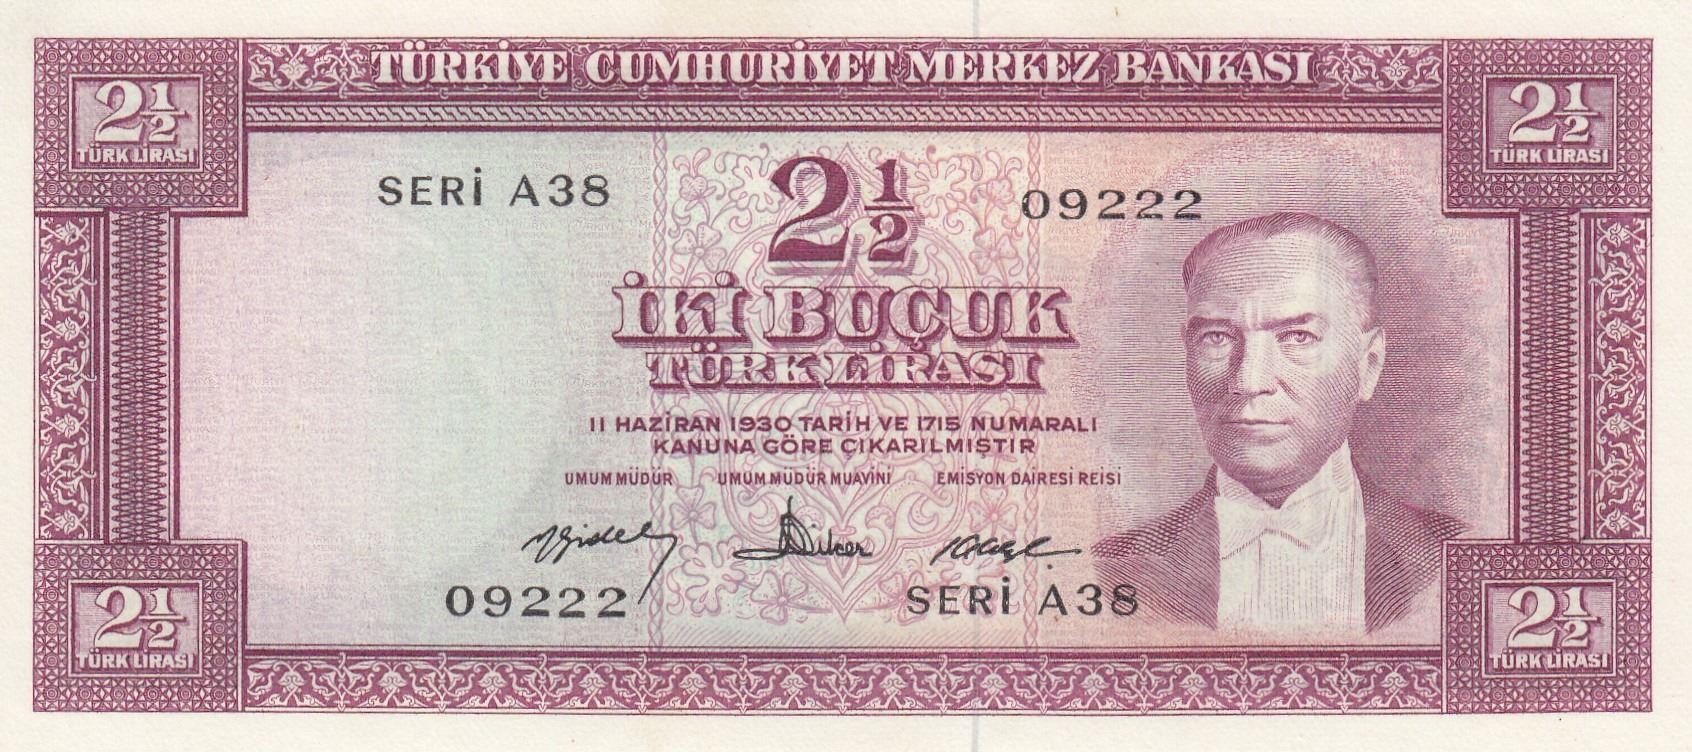 TÜRKİYE CUMHURİYET MERKEZ BANKASI
2½
TÜRK LİRASI
2½
TÜRK LİRASI
SERİ A38
2½
09222
İKİ BUÇUK
TÜRK LİRASI
11 HAZİRAN 1930 TARİH VE 1715 NUMARALI
KANUNA GÖRE ÇIKARILMIŞTIR
UMUM MÜDÜR UMUM MÜDÜR MUAVİNİ EMİSYON DAİRESİ REİSİ
09222
SERİ A38
2½
TÜRK LİRASI
2½
TÜRK LİRASI